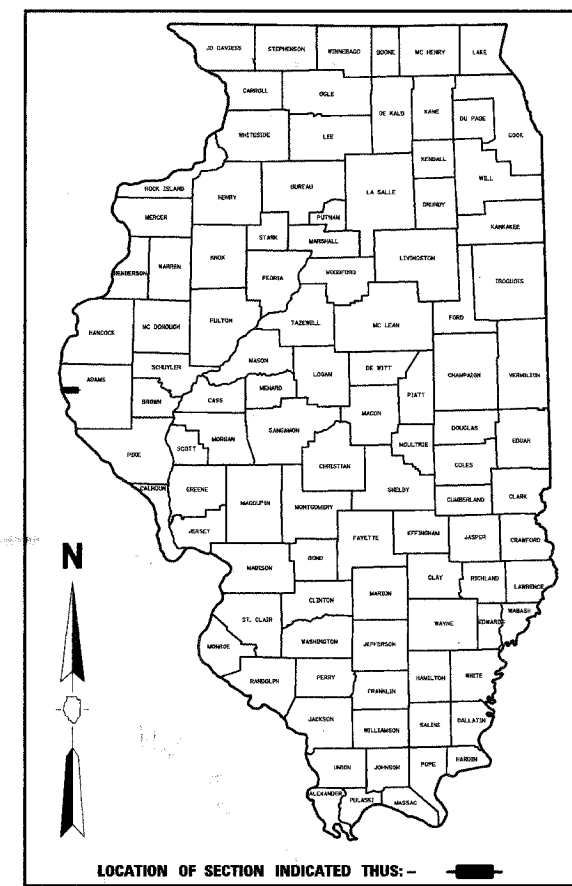 JO DAVIESS STEPHENSON WINNEBAGO BOONE MC HENRY LAKE
CARROLL OGLE DE KALB KANE DU PAGE COOK
WHITESIDE LEE KENDALL WILL
ROCK ISLAND HENRY BUREAU LA SALLE GRUNDY
MERCER PUTNAM KANKAKEE
STARK MARSHALL
HENDERSON WARREN KNOX PEORIA WOODFORD LIVINGSTON IROQUOIS
HANCOCK MC DONOUGH FULTON TAZEWELL MC LEAN FORD
SCHUYLER MASON LOGAN DE WITT CHAMPAIGN VERMILION
ADAMS BROWN CASS MENARD MACON PIATT
SCOTT MORGAN SANGAMON MOULTRIE DOUGLAS EDGAR
PIKE CHRISTIAN COLES
CALHOUN GREENE MACOUPIN MONTGOMERY SHELBY CUMBERLAND CLARK
JERSEY FAYETTE EFFINGHAM JASPER CRAWFORD
N
MADISON BOND CLAY RICHLAND LAWRENCE
CLINTON MARION WABASH
ST. CLAIR WAYNE EDWARDS
MONROE WASHINGTON JEFFERSON
RANDOLPH PERRY FRANKLIN HAMILTON WHITE
JACKSON WILLIAMSON SALINE GALLATIN
UNION JOHNSON POPE HARDIN
ALEXANDER PULASKI MASSAC
LOCATION OF SECTION INDICATED THUS: -